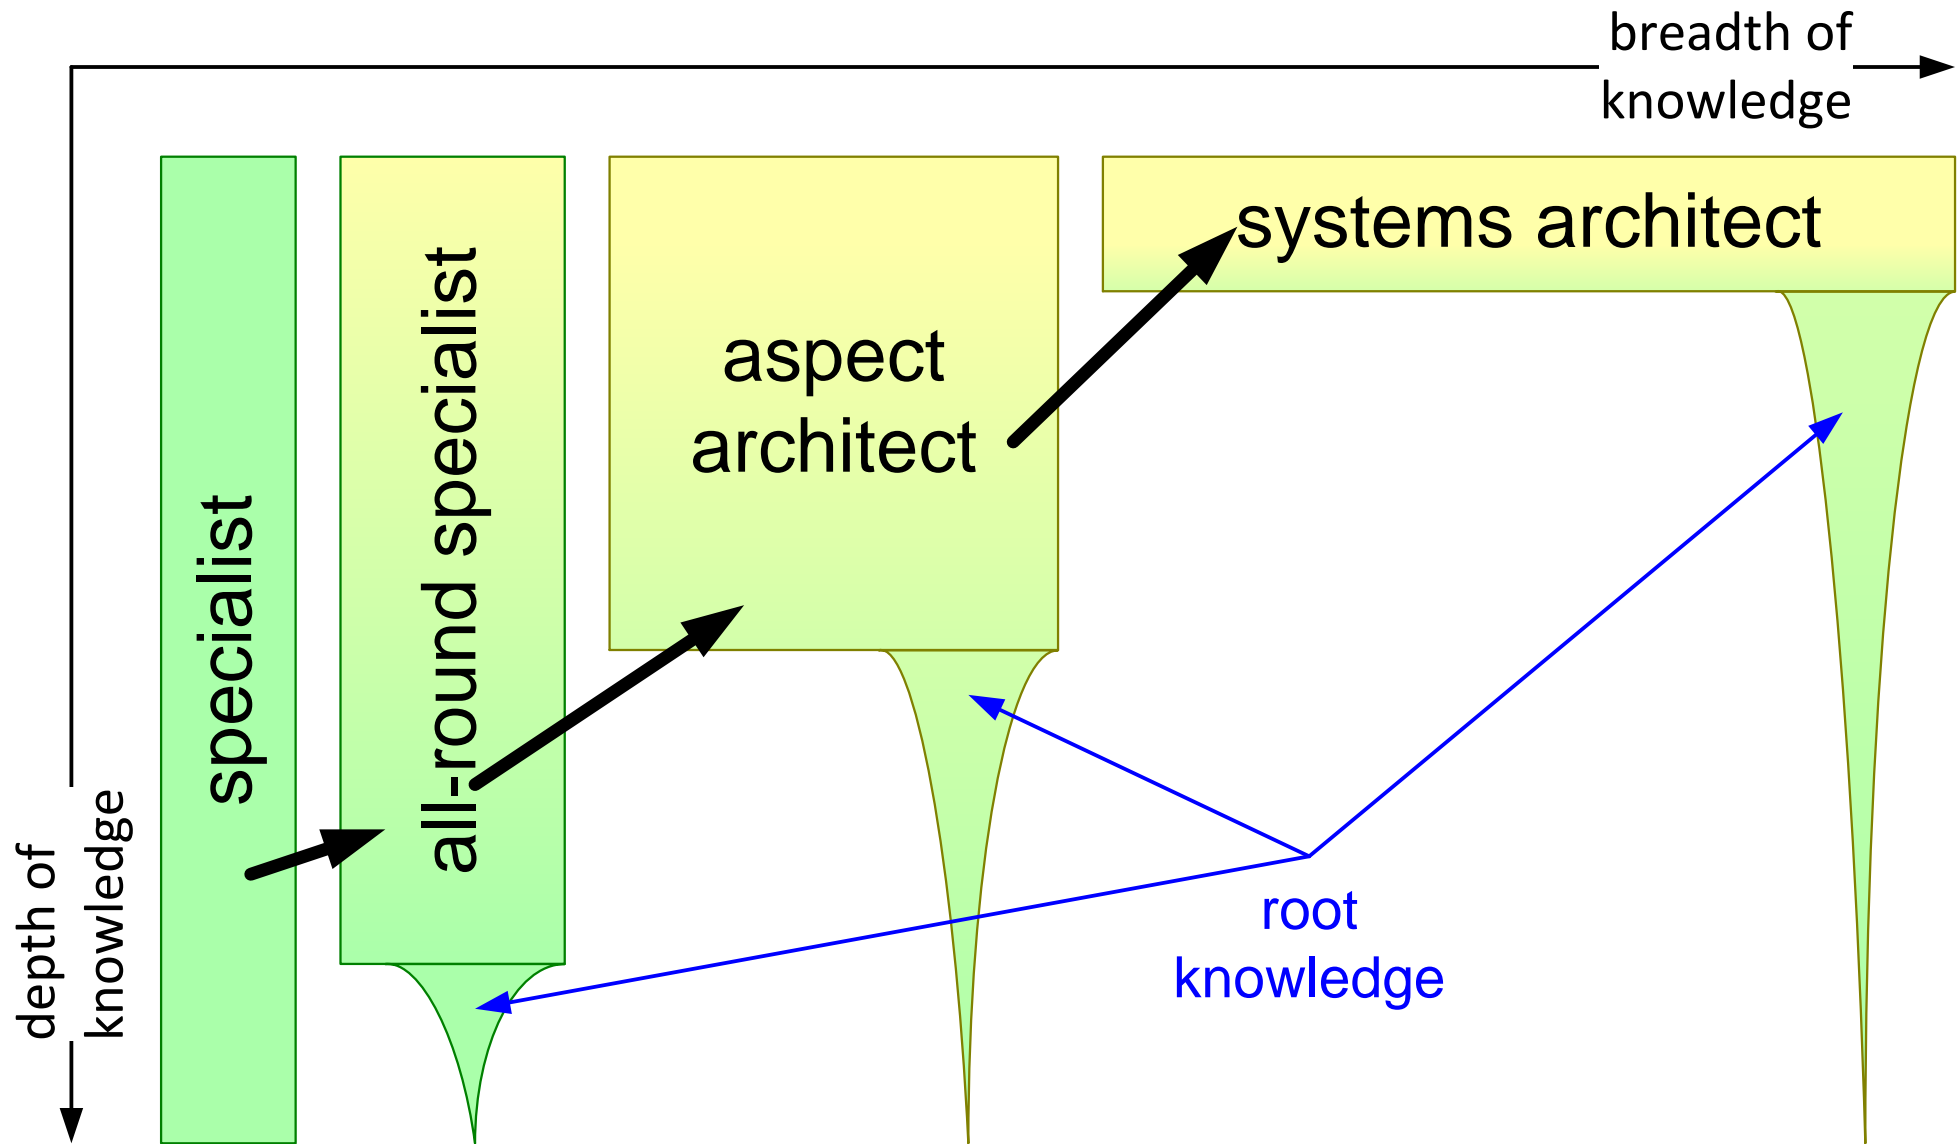 breadth of
knowledge
systems architect
aspect
architect
all-round specialist
specialist
depth of
knowledge
root
knowledge